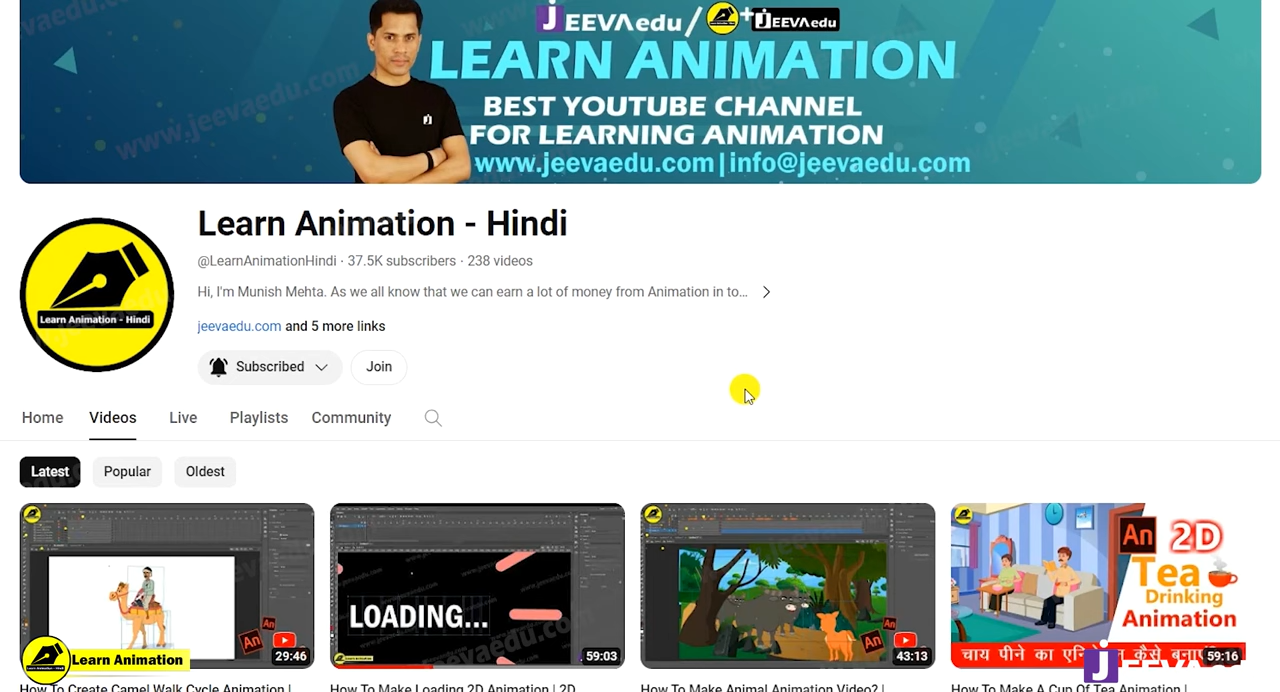 JEEVAedu / + JEEVAedu
LEARN ANIMATION
BEST YOUTUBE CHANNEL
FOR LEARNING ANIMATION
www.jeevaedu.com|info@jeevaedu.com
www.jeevaedu.com
Learn Animation - Hindi
Learn Animation - Hindi
@LearnAnimationHindi · 37.5K subscribers · 238 videos
Hi, I'm Munish Mehta. As we all know that we can earn a lot of money from Animation in to...
jeevaedu.com and 5 more links
Subscribed
Join
Home
Videos
Live
Playlists
Community
Latest
Popular
Oldest
An
29:46
Learn Animation
LOADING...
59:03
An
43:13
An
2D
Tea
Drinking
Animation
चाय पीने का
59:16
JEEVA
How To Create Camel Walk Cycle Animation |
How To Make Loading 2D Animation | 2D
How To Make Animal Animation Video? |
How To Make A Cup Of Tea Animation |